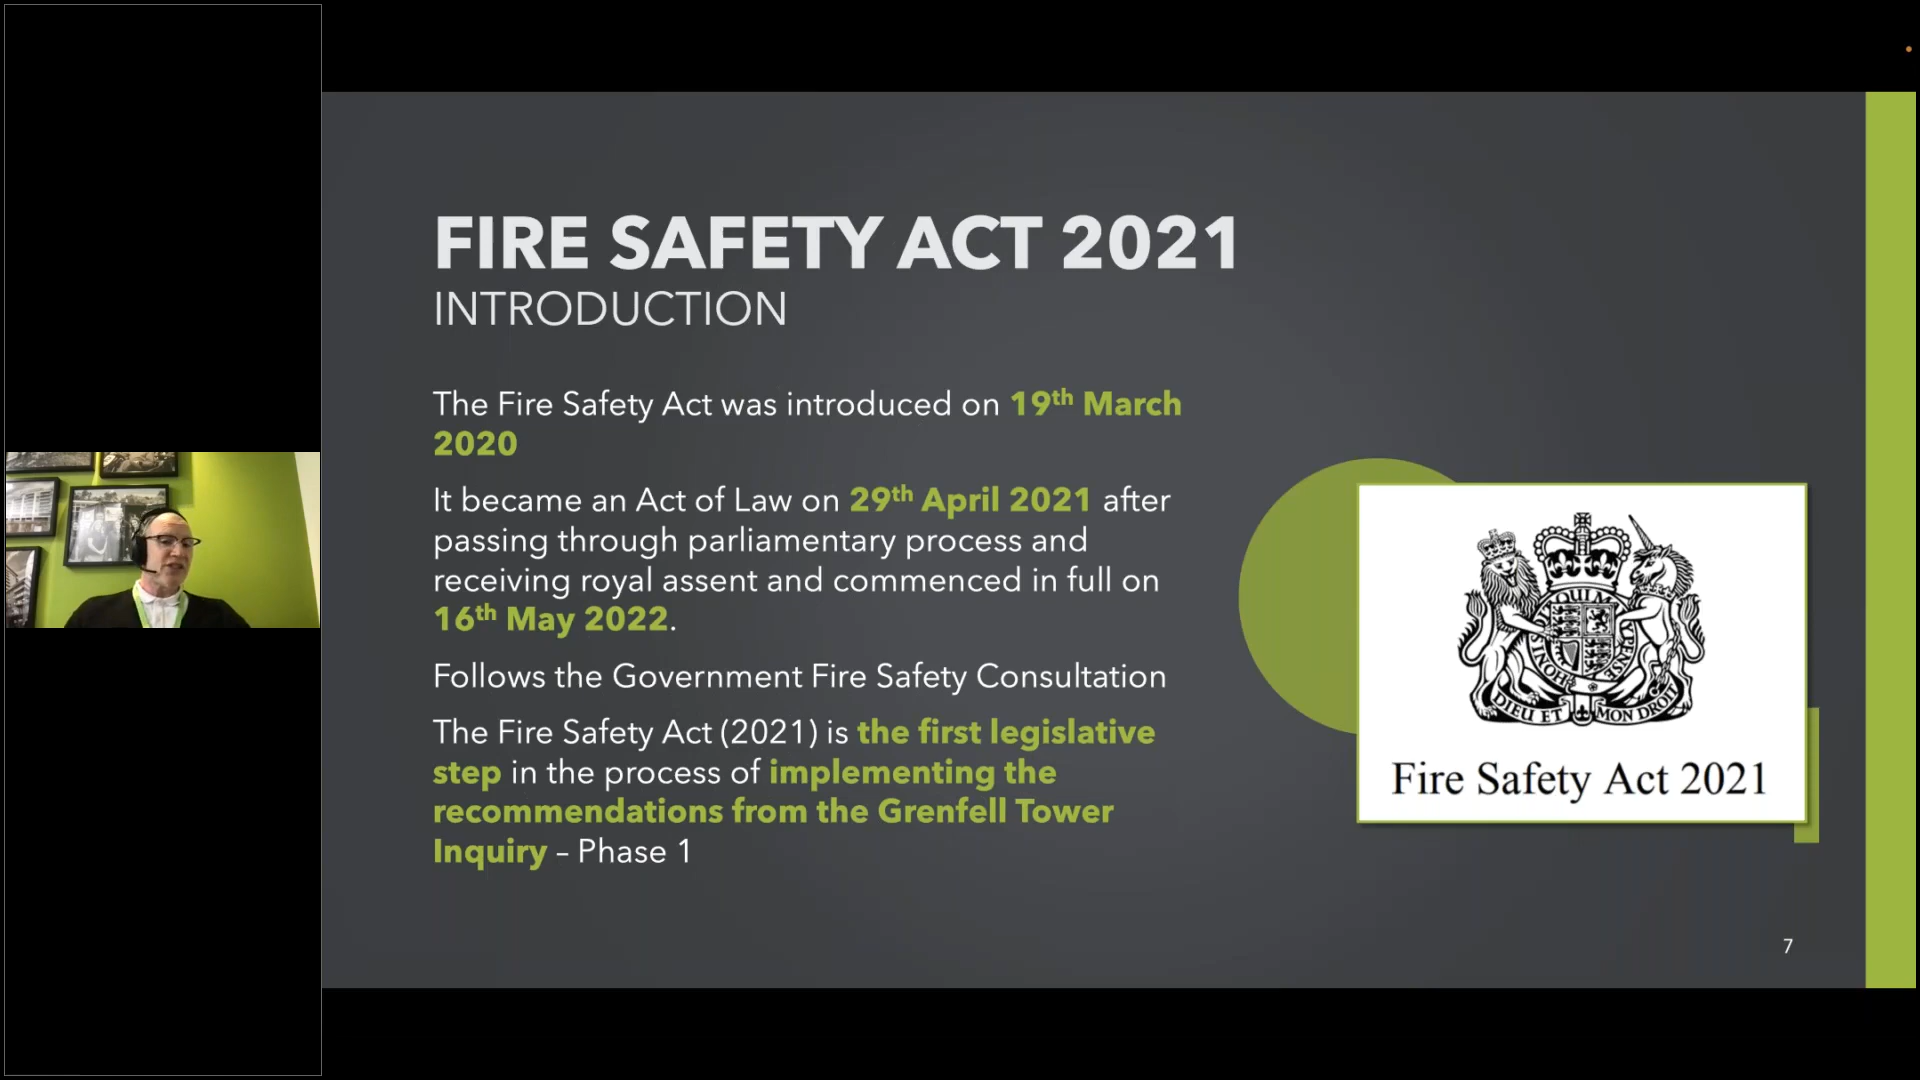 FIRE SAFETY ACT 2021
INTRODUCTION
The Fire Safety Act was introduced on 19th March
2020
It became an Act of Law on 29th April 2021 after
passing through parliamentary process and
receiving royal assent and commenced in full on
16th May 2022.
Follows the Government Fire Safety Consultation
The Fire Safety Act (2021) is the first legislative
step in the process of implementing the
recommendations from the Grenfell Tower
Inquiry – Phase 1
DIEU ET MON DROIT
Fire Safety Act 2021
7